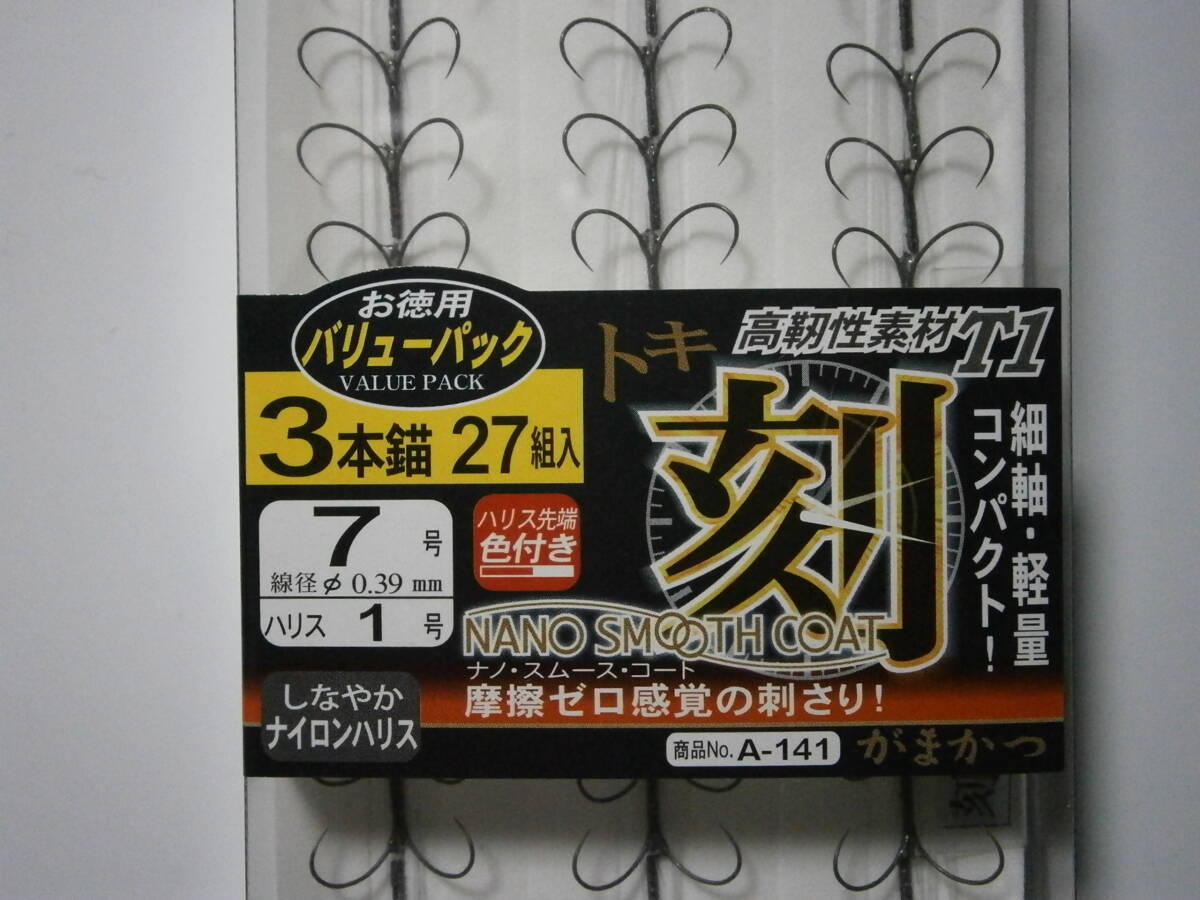 お徳用
バリューパック
VALUE PACK
3本錨 27組入
7号
線径 φ 0.39 mm
ハリス 1号
ハリス先端
色付き
しなやか
ナイロンハリス
トキ
高靭性素材T1
刻
細軸・軽量
コンパクト!
NANO SMOOTH COAT
ナノ・スムース・コート
摩擦ゼロ感覚の刺さり!
商品No. A-141
がまかつ
刻